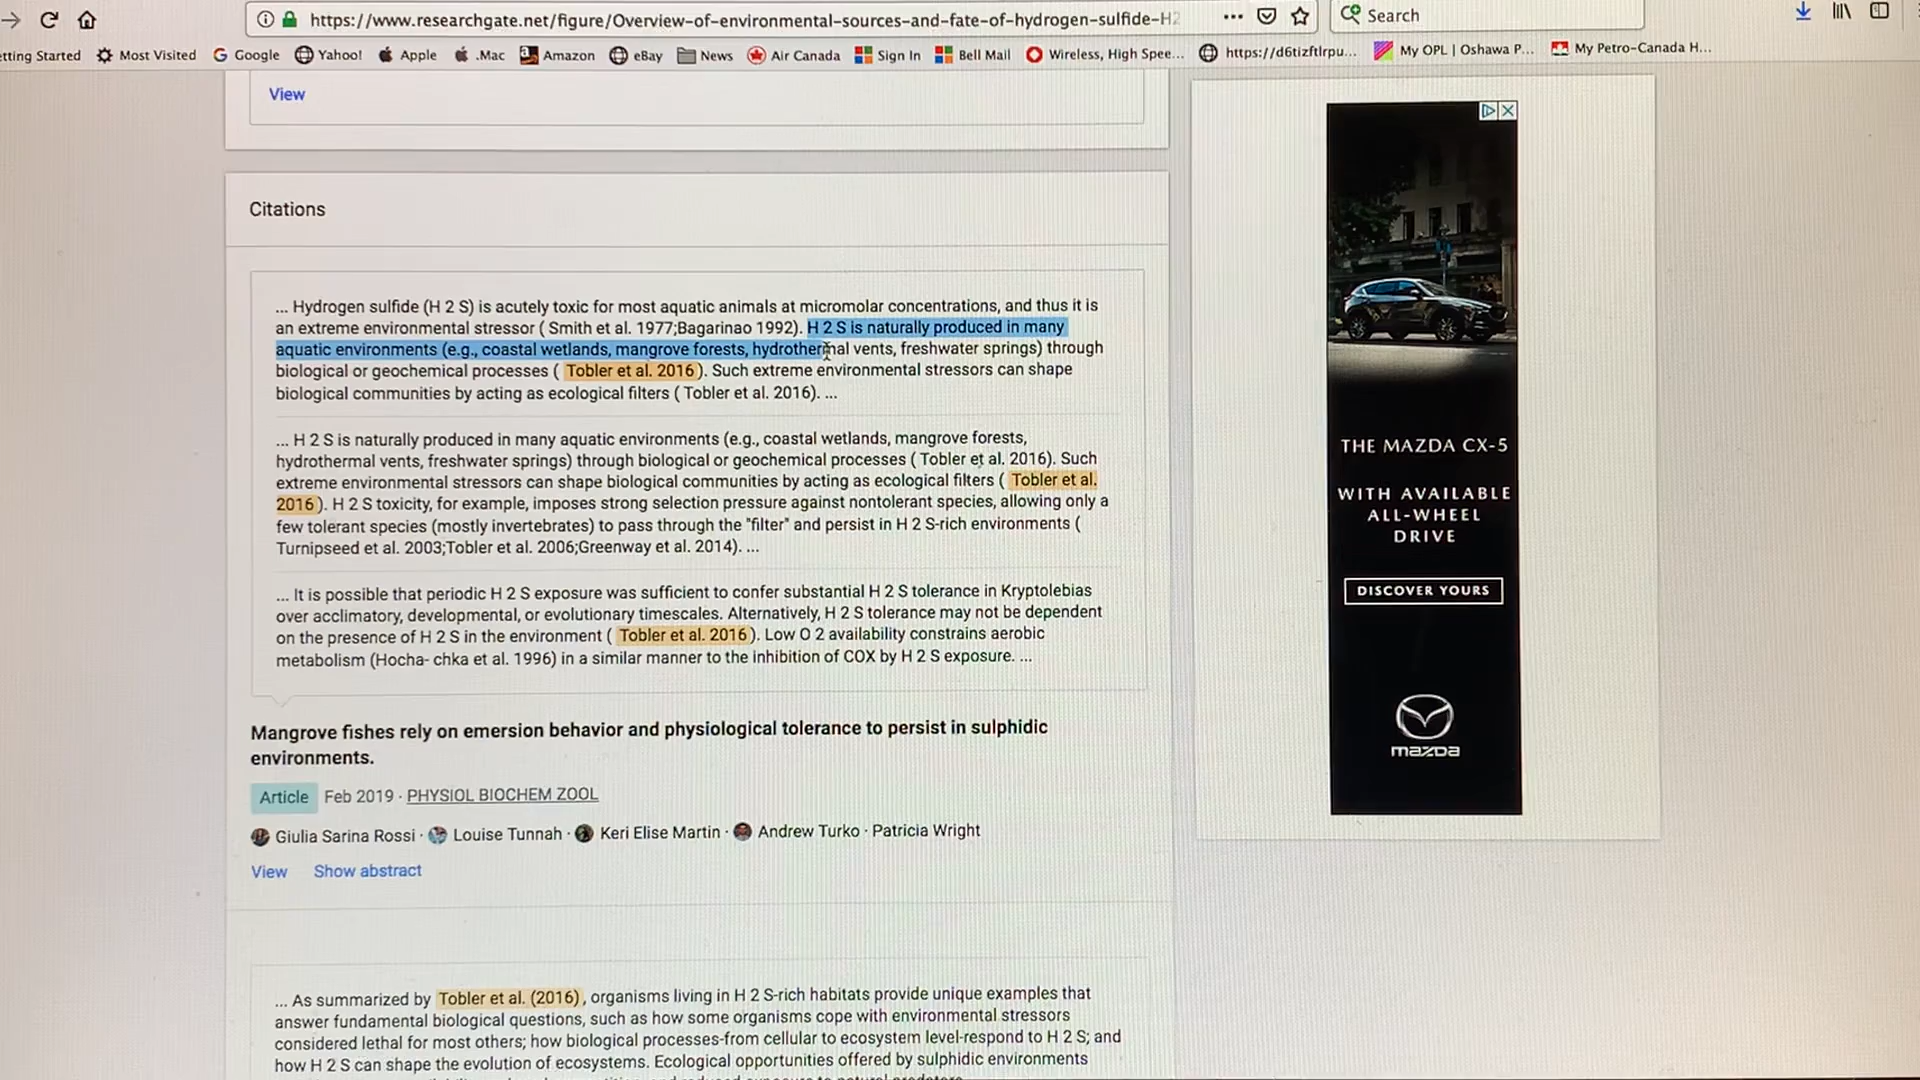 https://www.researchgate.net/figure/Overview-of-environmental-sources-and-fate-of-hydrogen-sulfide-H2
Search
tting Started
Most Visited
Google
Yahoo!
Apple
.Mac
Amazon
eBay
News
Air Canada
Sign In
Bell Mail
Wireless, High Spee...
https://d6tizftlrpu...
My OPL | Oshawa P...
My Petro-Canada H...
View
Citations
... Hydrogen sulfide (H 2 S) is acutely toxic for most aquatic animals at micromolar concentrations, and thus it is
an extreme environmental stressor ( Smith et al. 1977;Bagarinao 1992). H 2 S is naturally produced in many
aquatic environments (e.g., coastal wetlands, mangrove forests, hydrothermal vents, freshwater springs) through
biological or geochemical processes ( Tobler et al. 2016). Such extreme environmental stressors can shape
biological communities by acting as ecological filters ( Tobler et al. 2016). ...
... H 2 S is naturally produced in many aquatic environments (e.g., coastal wetlands, mangrove forests,
hydrothermal vents, freshwater springs) through biological or geochemical processes ( Tobler et al. 2016). Such
extreme environmental stressors can shape biological communities by acting as ecological filters ( Tobler et al.
2016). H 2 S toxicity, for example, imposes strong selection pressure against nontolerant species, allowing only a
few tolerant species (mostly invertebrates) to pass through the "filter" and persist in H 2 S-rich environments (
Turnipseed et al. 2003;Tobler et al. 2006;Greenway et al. 2014). ...
... It is possible that periodic H 2 S exposure was sufficient to confer substantial H 2 S tolerance in Kryptolebias
over acclimatory, developmental, or evolutionary timescales. Alternatively, H 2 S tolerance may not be dependent
on the presence of H 2 S in the environment ( Tobler et al. 2016). Low O 2 availability constrains aerobic
metabolism (Hocha- chka et al. 1996) in a similar manner to the inhibition of COX by H 2 S exposure. ...
Mangrove fishes rely on emersion behavior and physiological tolerance to persist in sulphidic
environments.
Article Feb 2019 · PHYSIOL BIOCHEM ZOOL
Giulia Sarina Rossi · Louise Tunnah · Keri Elise Martin · Andrew Turko · Patricia Wright
View Show abstract
... As summarized by Tobler et al. (2016), organisms living in H 2 S-rich habitats provide unique examples that
answer fundamental biological questions, such as how some organisms cope with environmental stressors
considered lethal for most others; how biological processes-from cellular to ecosystem level-respond to H 2 S; and
how H 2 S can shape the evolution of ecosystems. Ecological opportunities offered by sulphidic environments
THE MAZDA CX-5
WITH AVAILABLE
ALL-WHEEL
DRIVE
DISCOVER YOURS
mazda